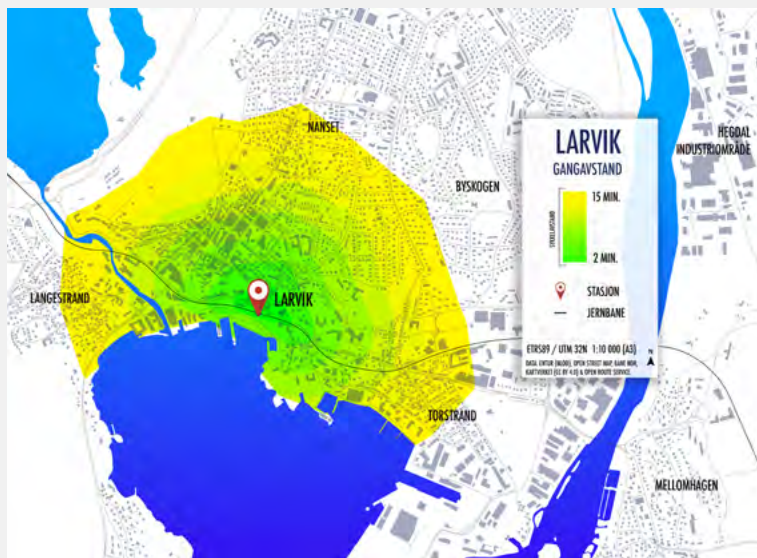 NANSET
BYSKOGEN
HEGDAL
INDUSTRIOMRÅDE
LANGESTRAND
LARVIK
TORSTRAND
MELLOMHAGEN
LARVIK
GANGAVSTAND
15 MIN.
2 MIN.
STASJON
JERNBANE
ETRS89 / UTM 32N 1:10 000 (A3)
N